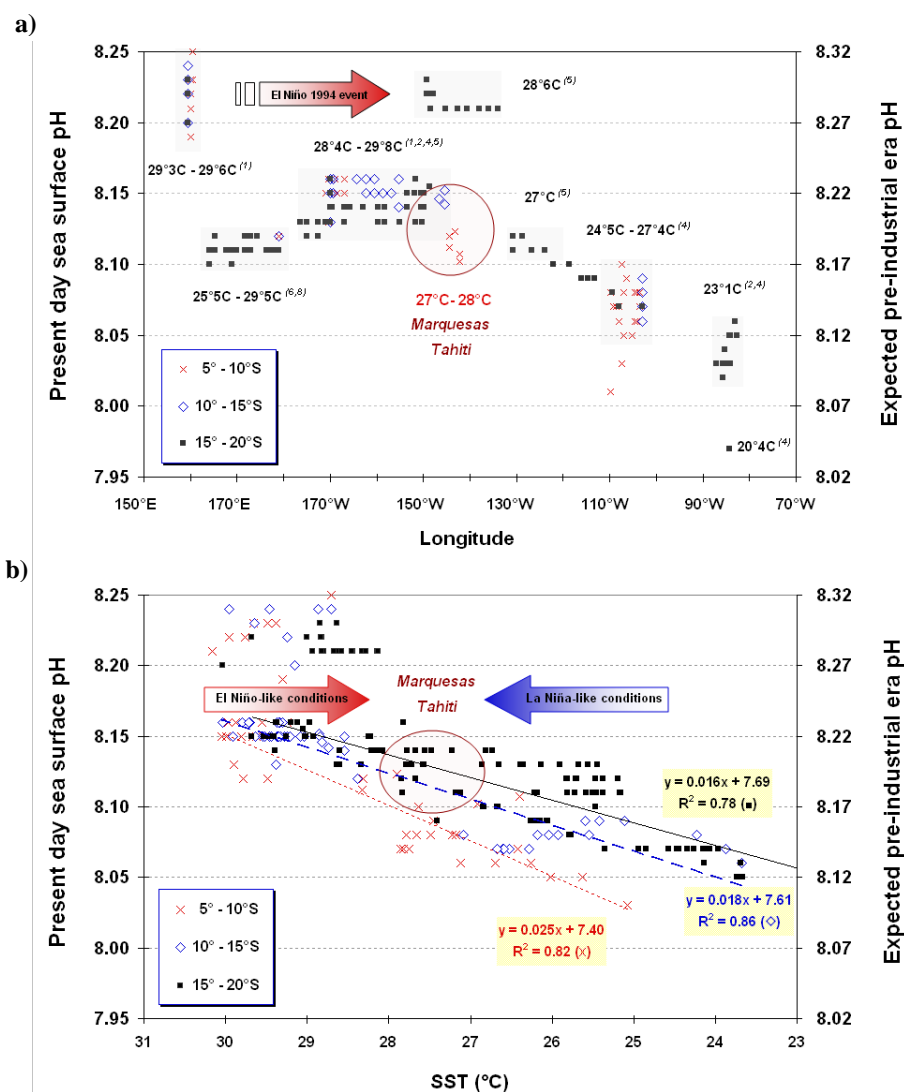 a)
8.25
8.20
8.15
8.10
8.05
8.00
7.95
Present day sea surface pH
8.32
8.29
8.27
8.22
8.17
8.12
8.07
8.02
Expected pre-industrial era pH
El Niño 1994 event
28°6C (5)
29°3C - 29°6C (1)
28°4C - 29°8C (1,2,4,5)
27°C (5)
24°5C - 27°4C (4)
25°5C - 29°5C (6,8)
27°C - 28°C
Marquesas
Tahiti
23°1C (2,4)
20°4C (4)
5° - 10°S
10° - 15°S
15° - 20°S
150°E 170°E 170°W 150°W 130°W 110°W 90°W 70°W
Longitude
b)
8.25
8.20
8.15
8.10
8.05
8.00
7.95
Present day sea surface pH
8.32
8.27
8.22
8.17
8.12
8.07
8.02
Expected pre-industrial era pH
El Niño-like conditions
Marquesas
Tahiti
La Niña-like conditions
y = 0.016x + 7.69
R² = 0.78 (■)
y = 0.018x + 7.61
R² = 0.86 (◇)
y = 0.025x + 7.40
R² = 0.82 (x)
5° - 10°S
10° - 15°S
15° - 20°S
31 30 29 28 27 26 25 24 23
SST (°C)